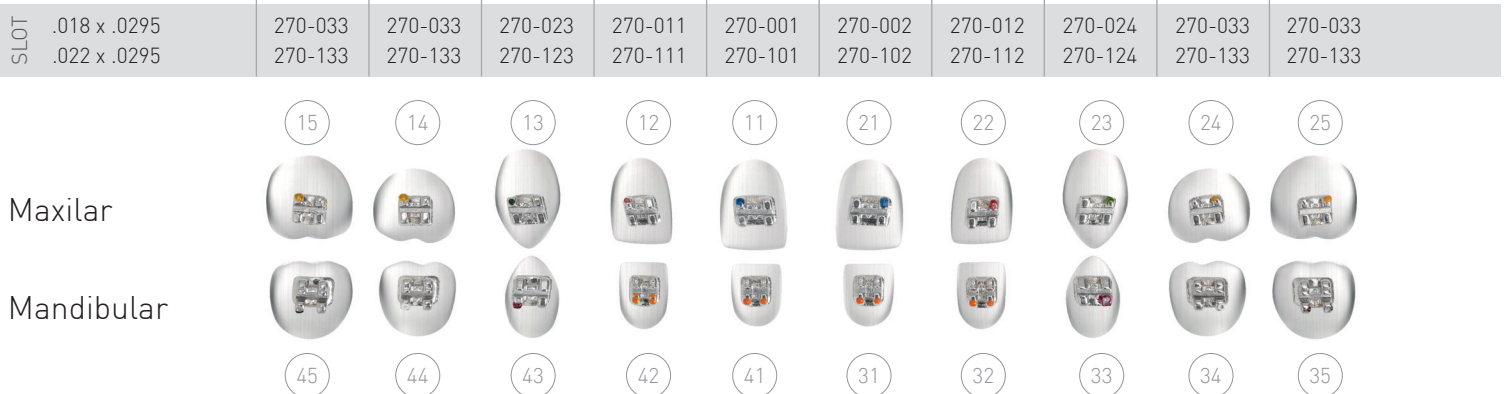 SLOT
.018 x .0295 270-033 270-033 270-023 270-011 270-001 270-002 270-012 270-024 270-033 270-033
.022 x .0295 270-133 270-133 270-123 270-111 270-101 270-102 270-112 270-124 270-133 270-133
15 14 13 12 11 21 22 23 24 25
Maxilar
Mandibular
45 44 43 42 41 31 32 33 34 35